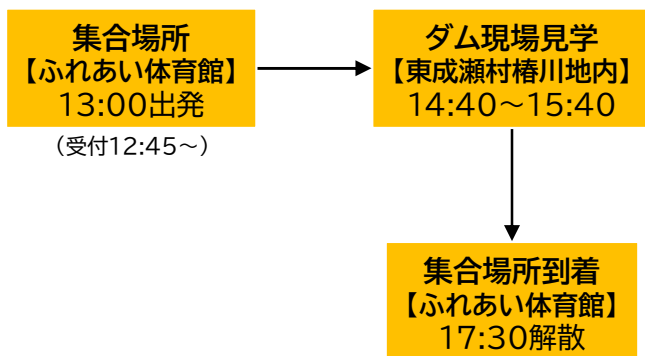 集合場所
【ふれあい体育館】
13:00出発
（受付12:45～）
ダム現場見学
【東成瀬村椿川地内】
14:40～15:40
集合場所到着
【ふれあい体育館】
17:30解散